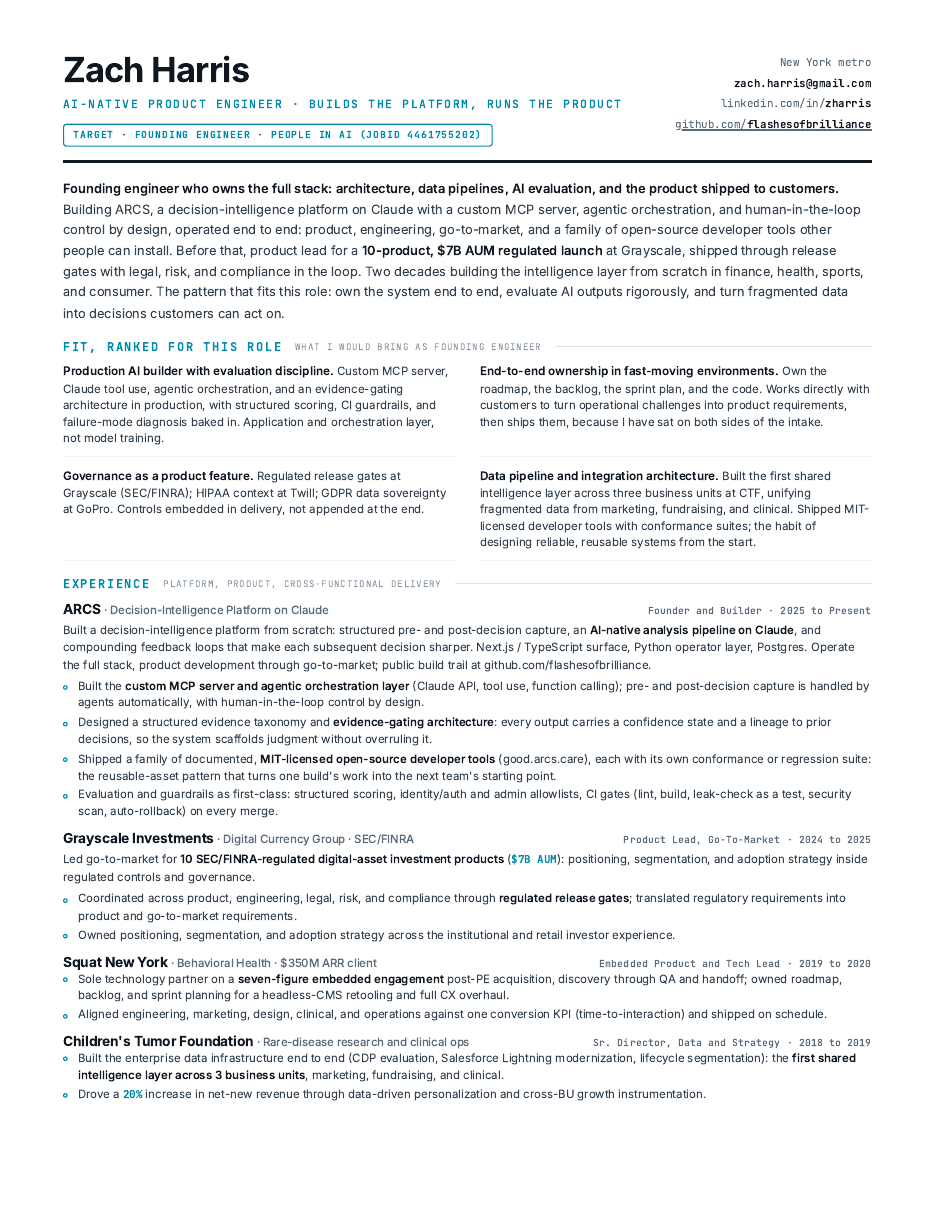 Zach Harris
AI-NATIVE PRODUCT ENGINEER · BUILDS THE PLATFORM, RUNS THE PRODUCT
TARGET · FOUNDING ENGINEER · PEOPLE IN AI (JOBID 4461755202)
New York metro
zach.harris@gmail.com
linkedin.com/in/zharris
github.com/flashesofbrilliance
Founding engineer who owns the full stack: architecture, data pipelines, AI evaluation, and the product shipped to customers.
Building ARCS, a decision-intelligence platform on Claude with a custom MCP server, agentic orchestration, and human-in-the-loop
control by design, operated end to end: product, engineering, go-to-market, and a family of open-source developer tools other
people can install. Before that, product lead for a 10-product, $7B AUM regulated launch at Grayscale, shipped through release
gates with legal, risk, and compliance in the loop. Two decades building the intelligence layer from scratch in finance, health, sports,
and consumer. The pattern that fits this role: own the system end to end, evaluate AI outputs rigorously, and turn fragmented data
into decisions customers can act on.
FIT, RANKED FOR THIS ROLE WHAT I WOULD BRING AS FOUNDING ENGINEER
Production AI builder with evaluation discipline. Custom MCP server,
Claude tool use, agentic orchestration, and an evidence-gating
architecture in production, with structured scoring, CI guardrails, and
failure-mode diagnosis baked in. Application and orchestration layer,
not model training.
End-to-end ownership in fast-moving environments. Own the
roadmap, the backlog, the sprint plan, and the code. Works directly with
customers to turn operational challenges into product requirements,
then ships them, because I have sat on both sides of the intake.
Governance as a product feature. Regulated release gates at
Grayscale (SEC/FINRA); HIPAA context at Twill; GDPR data sovereignty
at GoPro. Controls embedded in delivery, not appended at the end.
Data pipeline and integration architecture. Built the first shared
intelligence layer across three business units at CTF, unifying
fragmented data from marketing, fundraising, and clinical. Shipped MIT-
licensed developer tools with conformance suites; the habit of
designing reliable, reusable systems from the start.
EXPERIENCE PLATFORM, PRODUCT, CROSS-FUNCTIONAL DELIVERY
ARCS · Decision-Intelligence Platform on Claude Founder and Builder · 2025 to Present
Built a decision-intelligence platform from scratch: structured pre- and post-decision capture, an AI-native analysis pipeline on Claude, and
compounding feedback loops that make each subsequent decision sharper. Next.js / TypeScript surface, Python operator layer, Postgres. Operate
the full stack, product development through go-to-market; public build trail at github.com/flashesofbrilliance.
Built the custom MCP server and agentic orchestration layer (Claude API, tool use, function calling); pre- and post-decision capture is handled by
agents automatically, with human-in-the-loop control by design.
Designed a structured evidence taxonomy and evidence-gating architecture: every output carries a confidence state and a lineage to prior
decisions, so the system scaffolds judgment without overruling it.
Shipped a family of documented, MIT-licensed open-source developer tools (good.arcs.care), each with its own conformance or regression suite:
the reusable-asset pattern that turns one build's work into the next team's starting point.
Evaluation and guardrails as first-class: structured scoring, identity/auth and admin allowlists, CI gates (lint, build, leak-check as a test, security
scan, auto-rollback) on every merge.
Grayscale Investments · Digital Currency Group · SEC/FINRA Product Lead, Go-To-Market · 2024 to 2025
Led go-to-market for 10 SEC/FINRA-regulated digital-asset investment products ($7B AUM): positioning, segmentation, and adoption strategy inside
regulated controls and governance.
Coordinated across product, engineering, legal, risk, and compliance through regulated release gates; translated regulatory requirements into
product and go-to-market requirements.
Owned positioning, segmentation, and adoption strategy across the institutional and retail investor experience.
Squat New York · Behavioral Health · $350M ARR client Embedded Product and Tech Lead · 2019 to 2020
Sole technology partner on a seven-figure embedded engagement post-PE acquisition, discovery through QA and handoff; owned roadmap,
backlog, and sprint planning for a headless-CMS retooling and full CX overhaul.
Aligned engineering, marketing, design, clinical, and operations against one conversion KPI (time-to-interaction) and shipped on schedule.
Children's Tumor Foundation · Rare-disease research and clinical ops Sr. Director, Data and Strategy · 2018 to 2019
Built the enterprise data infrastructure end to end (CDP evaluation, Salesforce Lightning modernization, lifecycle segmentation): the first shared
intelligence layer across 3 business units, marketing, fundraising, and clinical.
Drove a 20% increase in net-new revenue through data-driven personalization and cross-BU growth instrumentation.